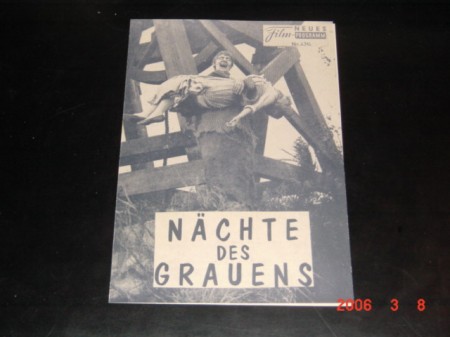 NEUES
Film PROGRAMM
NÄCHTE
DES
GRAUENS
2006 3 8